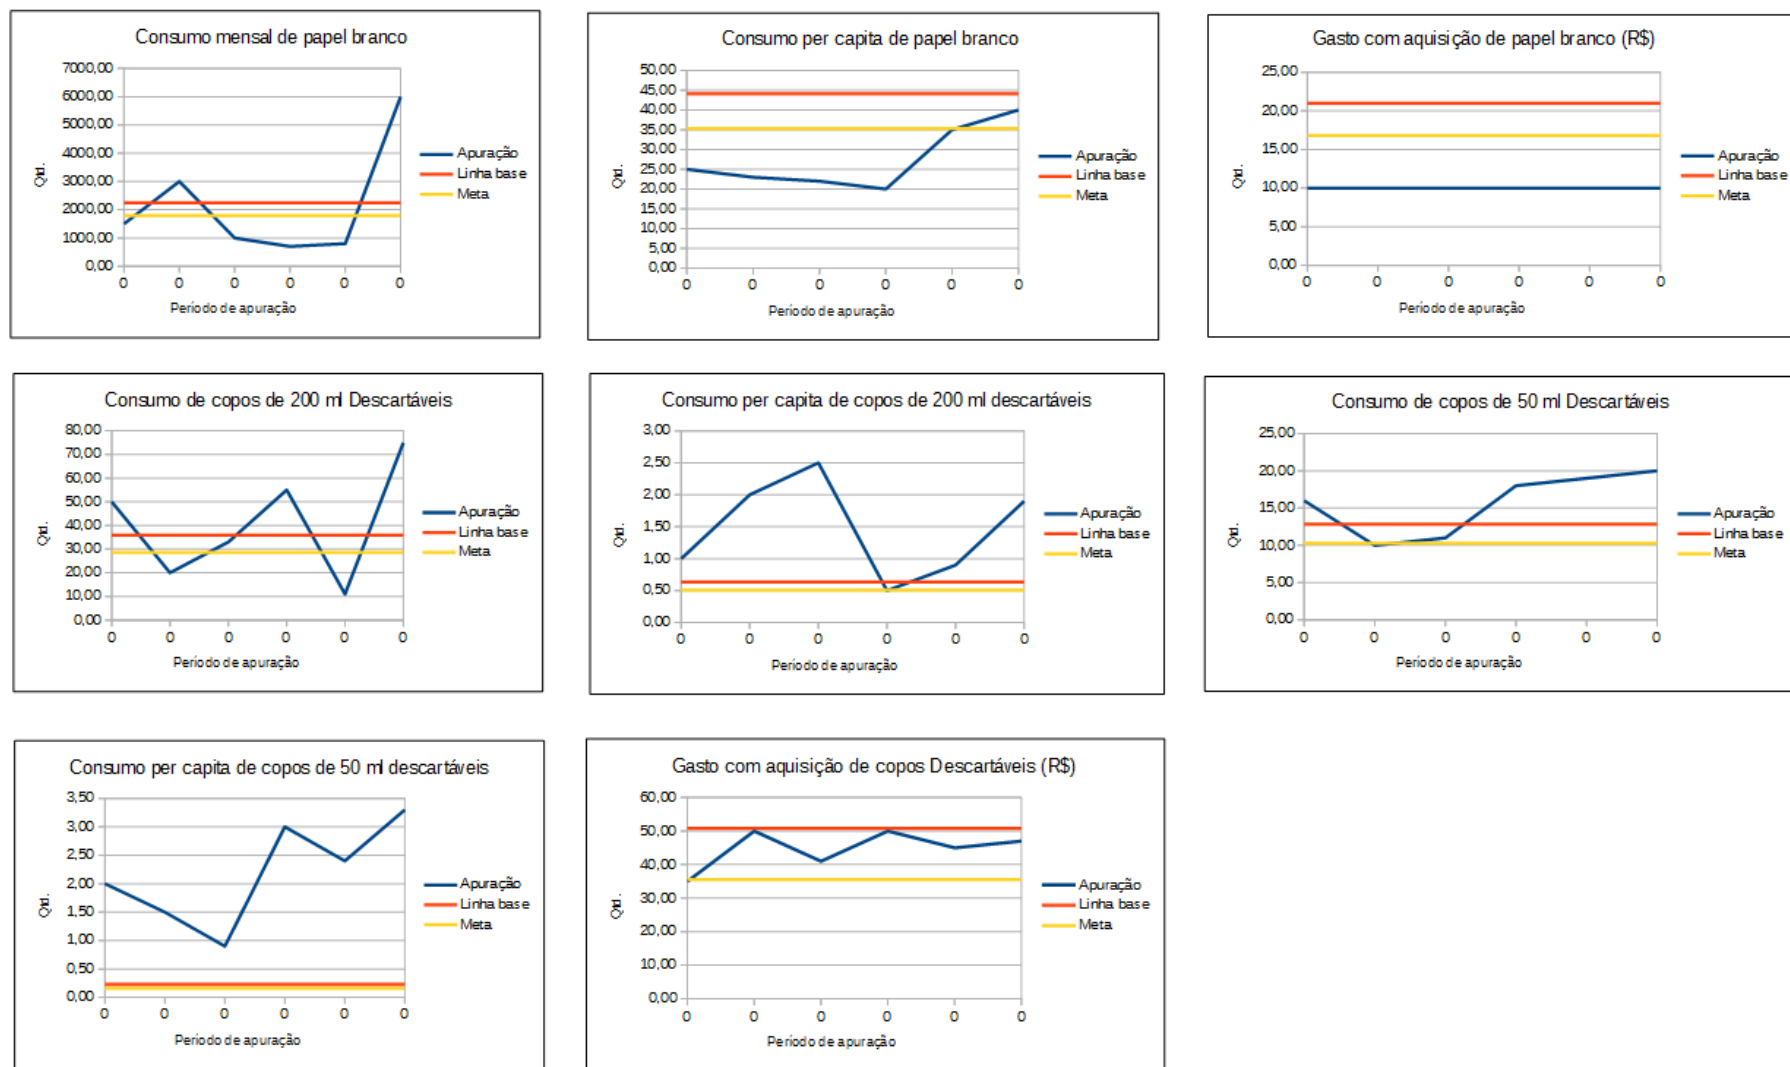 Consumo mensal de papel branco
7000,00
6000,00
5000,00
4000,00
3000,00
2000,00
1000,00
0,00
Qtd.
0 0 0 0 0 0
Período de apuração
Apuração
Linha base
Meta
Consumo per capita de papel branco
50,00
45,00
40,00
35,00
30,00
25,00
20,00
15,00
10,00
5,00
0,00
Qtd.
0 0 0 0 0 0
Período de apuração
Apuração
Linha base
Meta
Gasto com aquisição de papel branco (R$)
25,00
20,00
15,00
10,00
5,00
0,00
Qtd.
0 0 0 0 0 0
Período de apuração
Apuração
Linha base
Meta
Consumo de copos de 200 ml Descartáveis
80,00
70,00
60,00
50,00
40,00
30,00
20,00
10,00
0,00
Qtd.
0 0 0 0 0 0
Período de apuração
Apuração
Linha base
Meta
Consumo per capita de copos de 200 ml descartáveis
3,00
2,50
2,00
1,50
1,00
0,50
0,00
Qtd.
0 0 0 0 0 0
Período de apuração
Apuração
Linha base
Meta
Consumo de copos de 50 ml Descartáveis
25,00
20,00
15,00
10,00
5,00
0,00
Qtd.
0 0 0 0 0 0
Período de apuração
Apuração
Linha base
Meta
Consumo per capita de copos de 50 ml descartáveis
3,50
3,00
2,50
2,00
1,50
1,00
0,50
0,00
Qtd.
0 0 0 0 0 0
Período de apuração
Apuração
Linha base
Meta
Gasto com aquisição de copos Descartáveis (R$)
60,00
50,00
40,00
30,00
20,00
10,00
0,00
Qtd.
0 0 0 0 0 0
Período de apuração
Apuração
Linha base
Meta